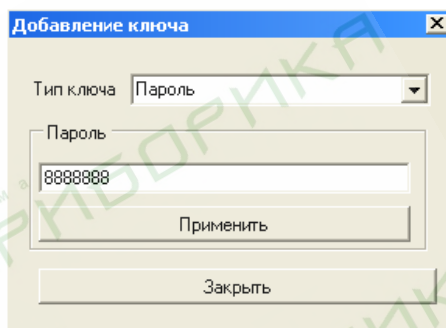 Добавление ключа
Тип ключа Пароль
Пароль
8888888
Применить
Закрыть